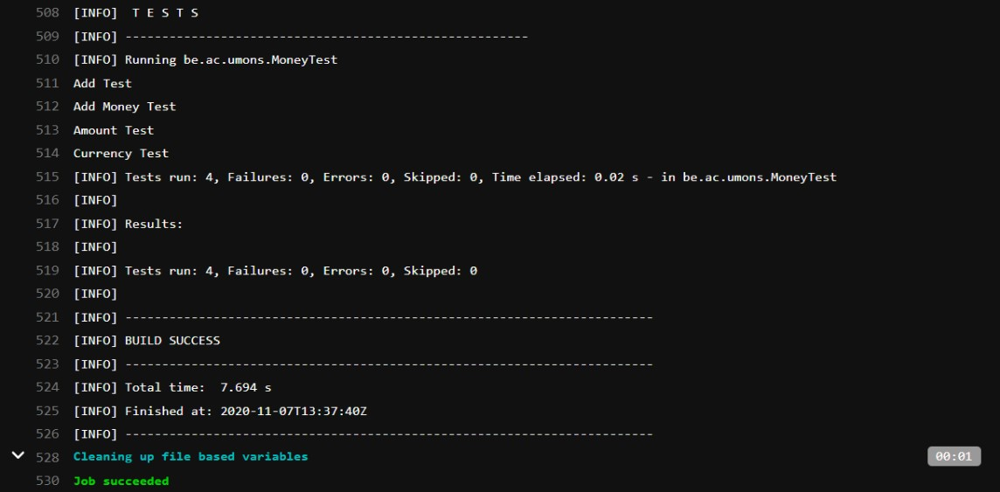 508 [INFO]  T E S T S
509 [INFO] -------------------------------------------------------
510 [INFO] Running be.ac.umons.MoneyTest
511 Add Test
512 Add Money Test
513 Amount Test
514 Currency Test
515 [INFO] Tests run: 4, Failures: 0, Errors: 0, Skipped: 0, Time elapsed: 0.02 s - in be.ac.umons.MoneyTest
516 [INFO]
517 [INFO] Results:
518 [INFO]
519 [INFO] Tests run: 4, Failures: 0, Errors: 0, Skipped: 0
520 [INFO]
521 [INFO] ------------------------------------------------------------------------
522 [INFO] BUILD SUCCESS
523 [INFO] ------------------------------------------------------------------------
524 [INFO] Total time:  7.694 s
525 [INFO] Finished at: 2020-11-07T13:37:40Z
526 [INFO] ------------------------------------------------------------------------
528 Cleaning up file based variables 00:01
530 Job succeeded